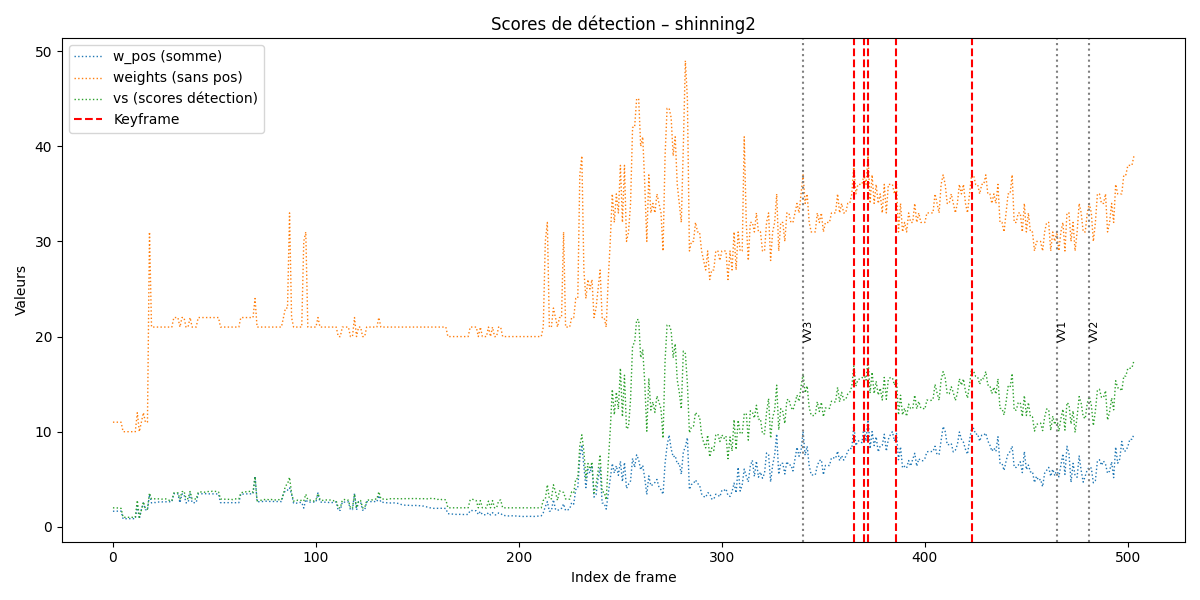 Scores de détection – shinning2
w_pos (somme)
weights (sans pos)
vs (scores détection)
Keyframe
Valeurs
50
40
30
20
10
0
VV3
VV1
VV2
0 100 200 300 400 500
Index de frame